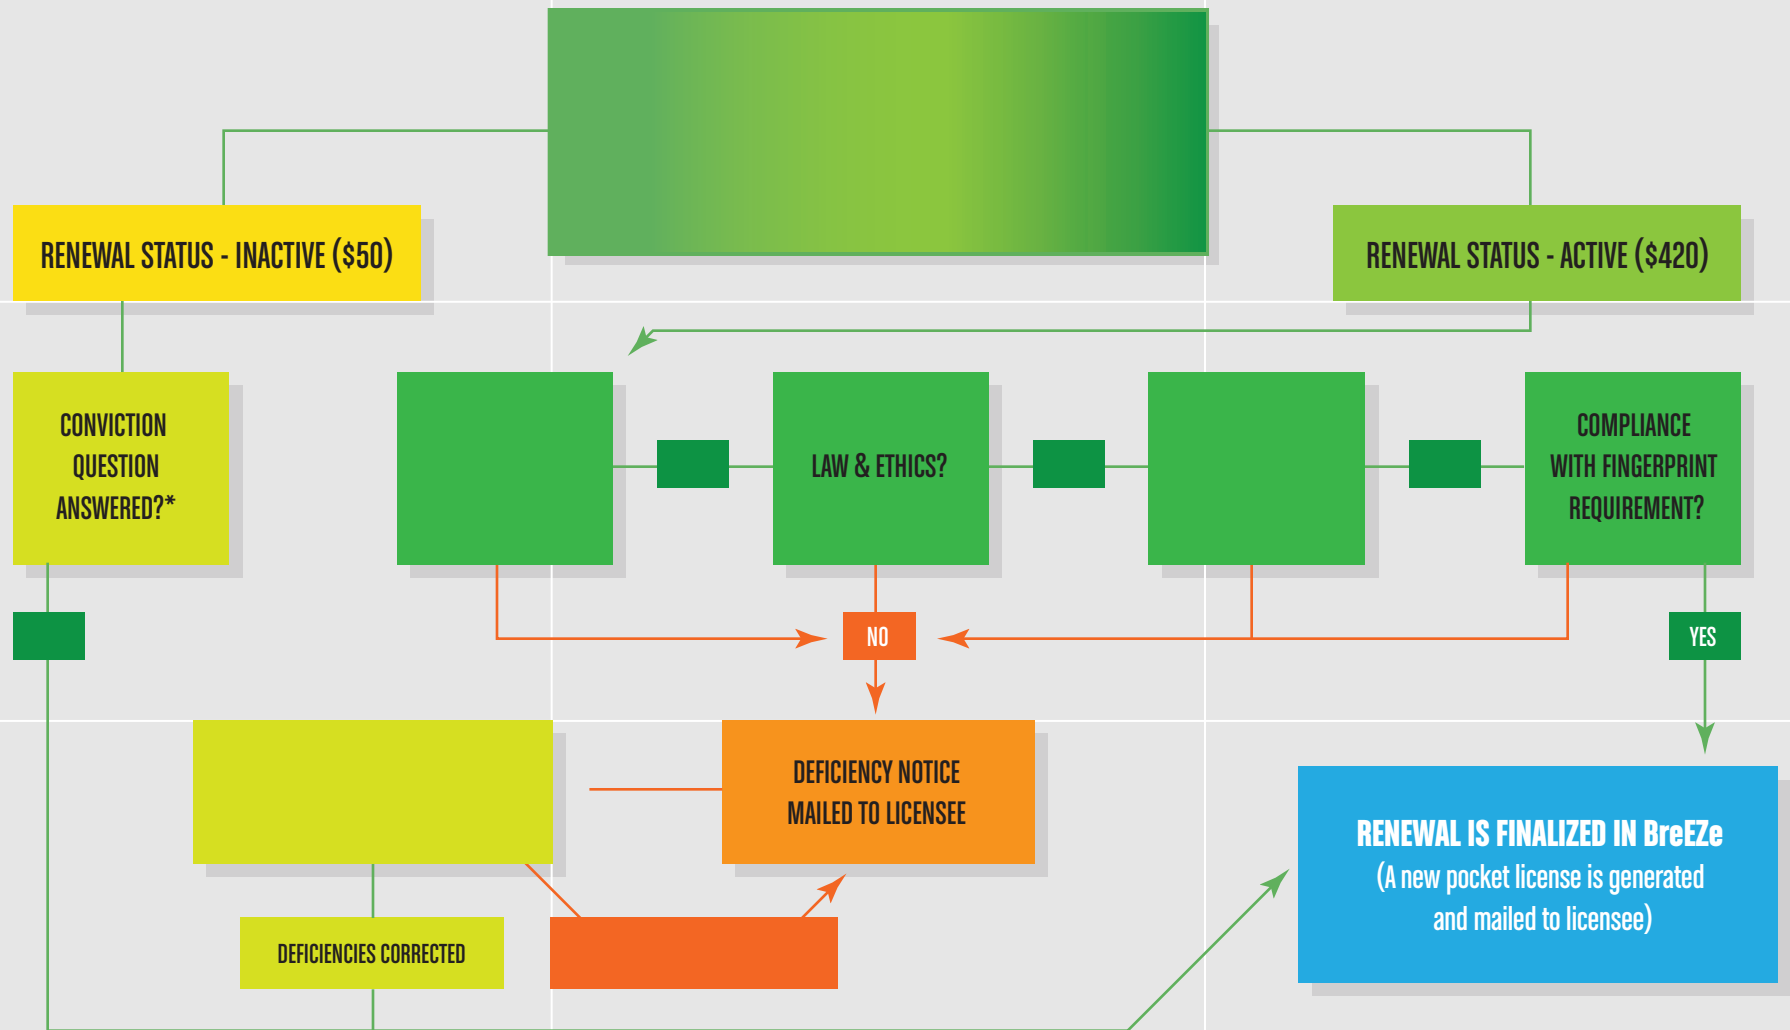 RENEWAL STATUS - INACTIVE ($50)
RENEWAL STATUS - ACTIVE ($420)
CONVICTION
QUESTION
ANSWERED?*
LAW & ETHICS?
COMPLIANCE
WITH FINGERPRINT
REQUIREMENT?
NO
YES
DEFICIENCY NOTICE
MAILED TO LICENSEE
RENEWAL IS FINALIZED IN BreEZe
(A new pocket license is generated
and mailed to licensee)
DEFICIENCIES CORRECTED